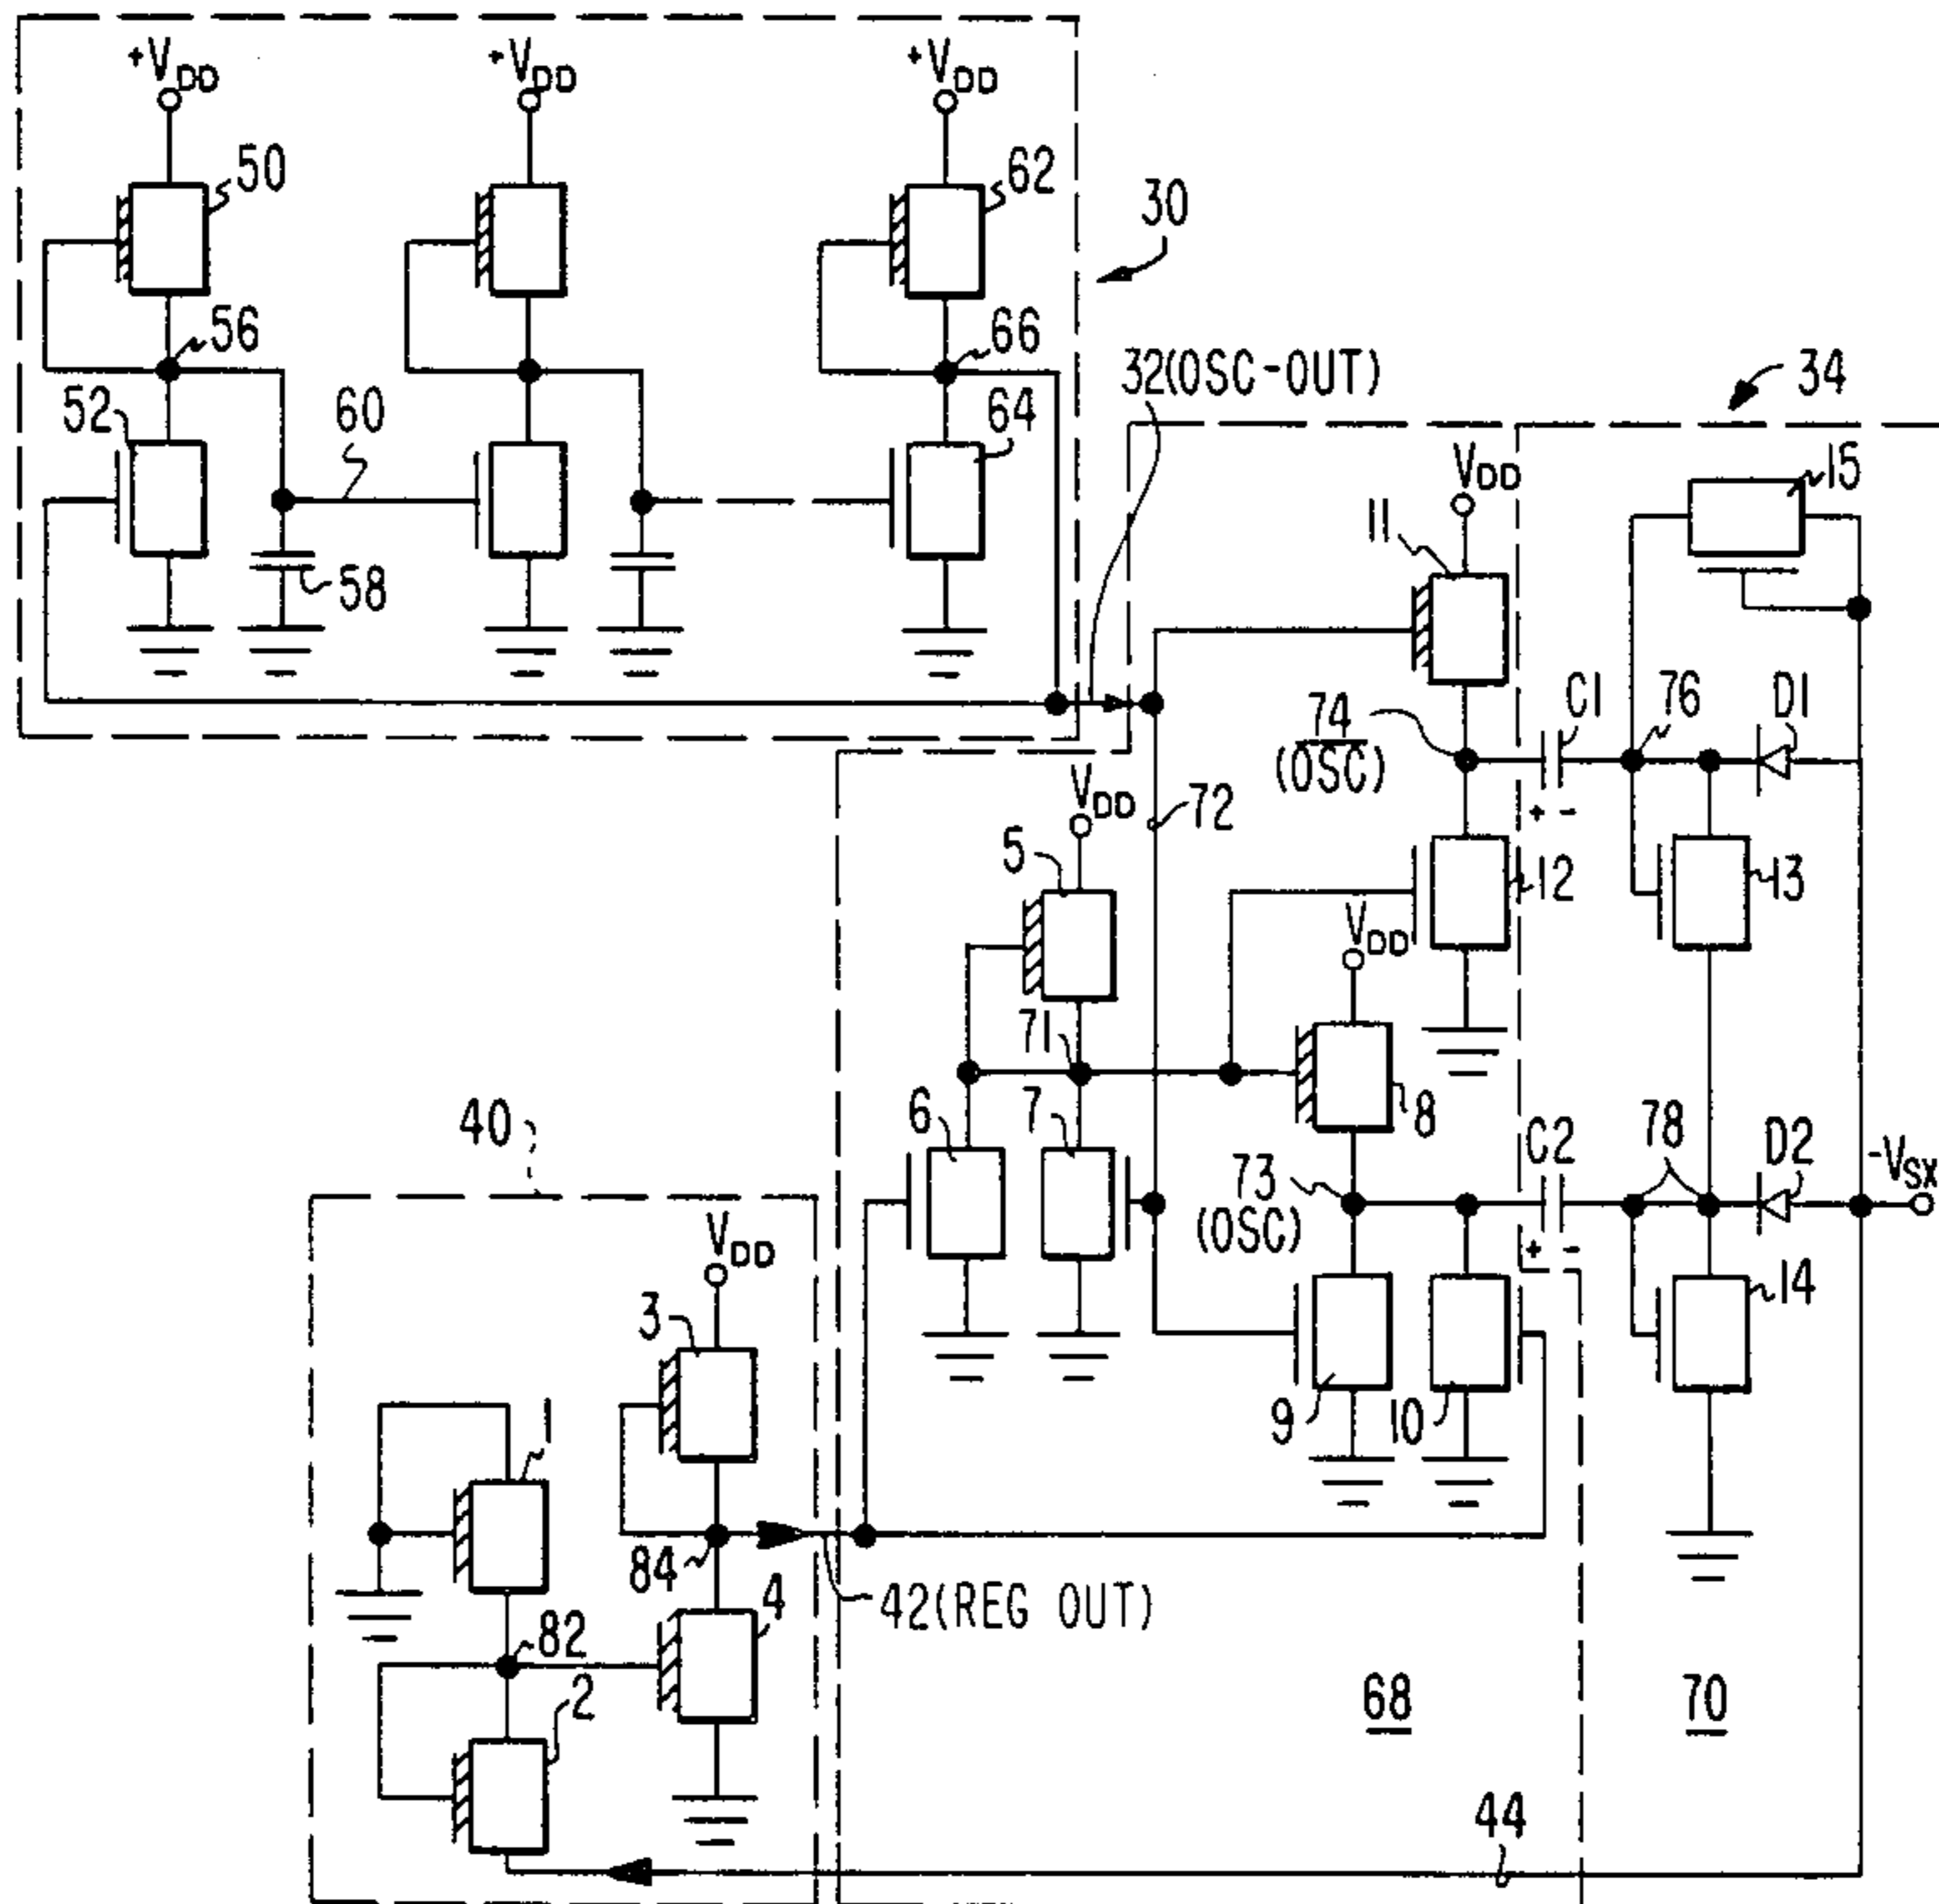 +VDD
+VDD
+VDD
50
62
30
56
66
32(OSC-OUT)
34
52
60
64
58
VDD
15
11
74
(OSC)
C1
76
D1
+ -
VDD
72
5
12
13
VDD
71
40
6
7
8
C2
78
D2
-VSX
73
(OSC)
+ -
VDD
3
14
9
10
1
84
42(REG OUT)
4
82
2
68
70
44